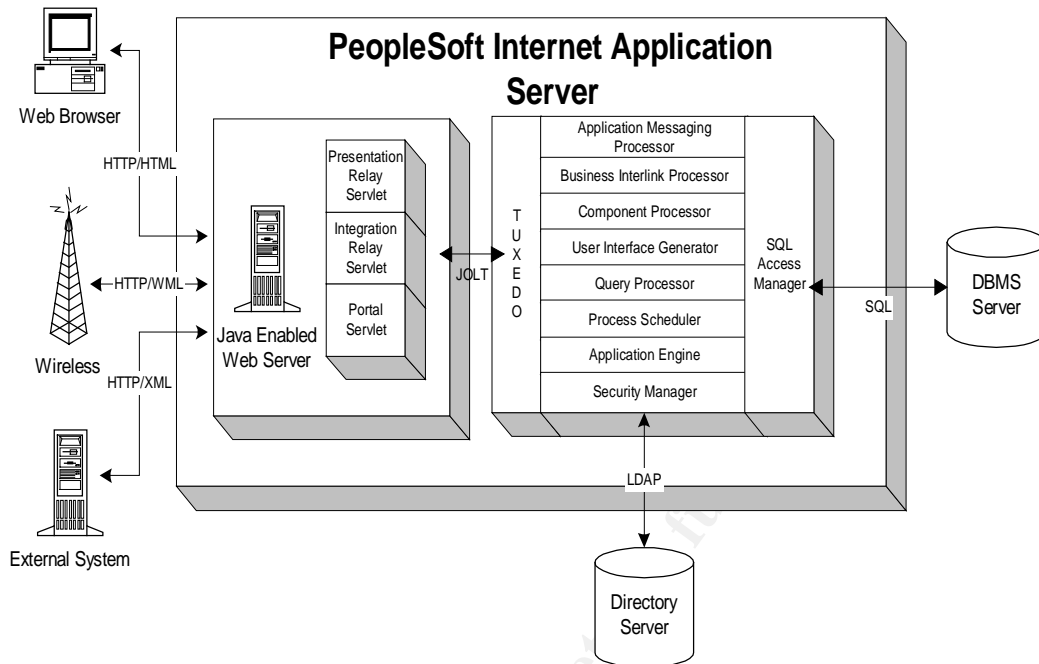 PeopleSoft Internet Application
Server
Web Browser
HTTP/HTML
HTTP/WML
Wireless
HTTP/XML
External System
Java Enabled
Web Server
Presentation
Relay
Servlet
Integration
Relay
Servlet
Portal
Servlet
JOLT
TUXEDO
Application Messaging
Processor
Business Interlink Processor
Component Processor
User Interface Generator
Query Processor
Process Scheduler
Application Engine
Security Manager
SQL
Access
Manager
SQL
DBMS
Server
LDAP
Directory
Server